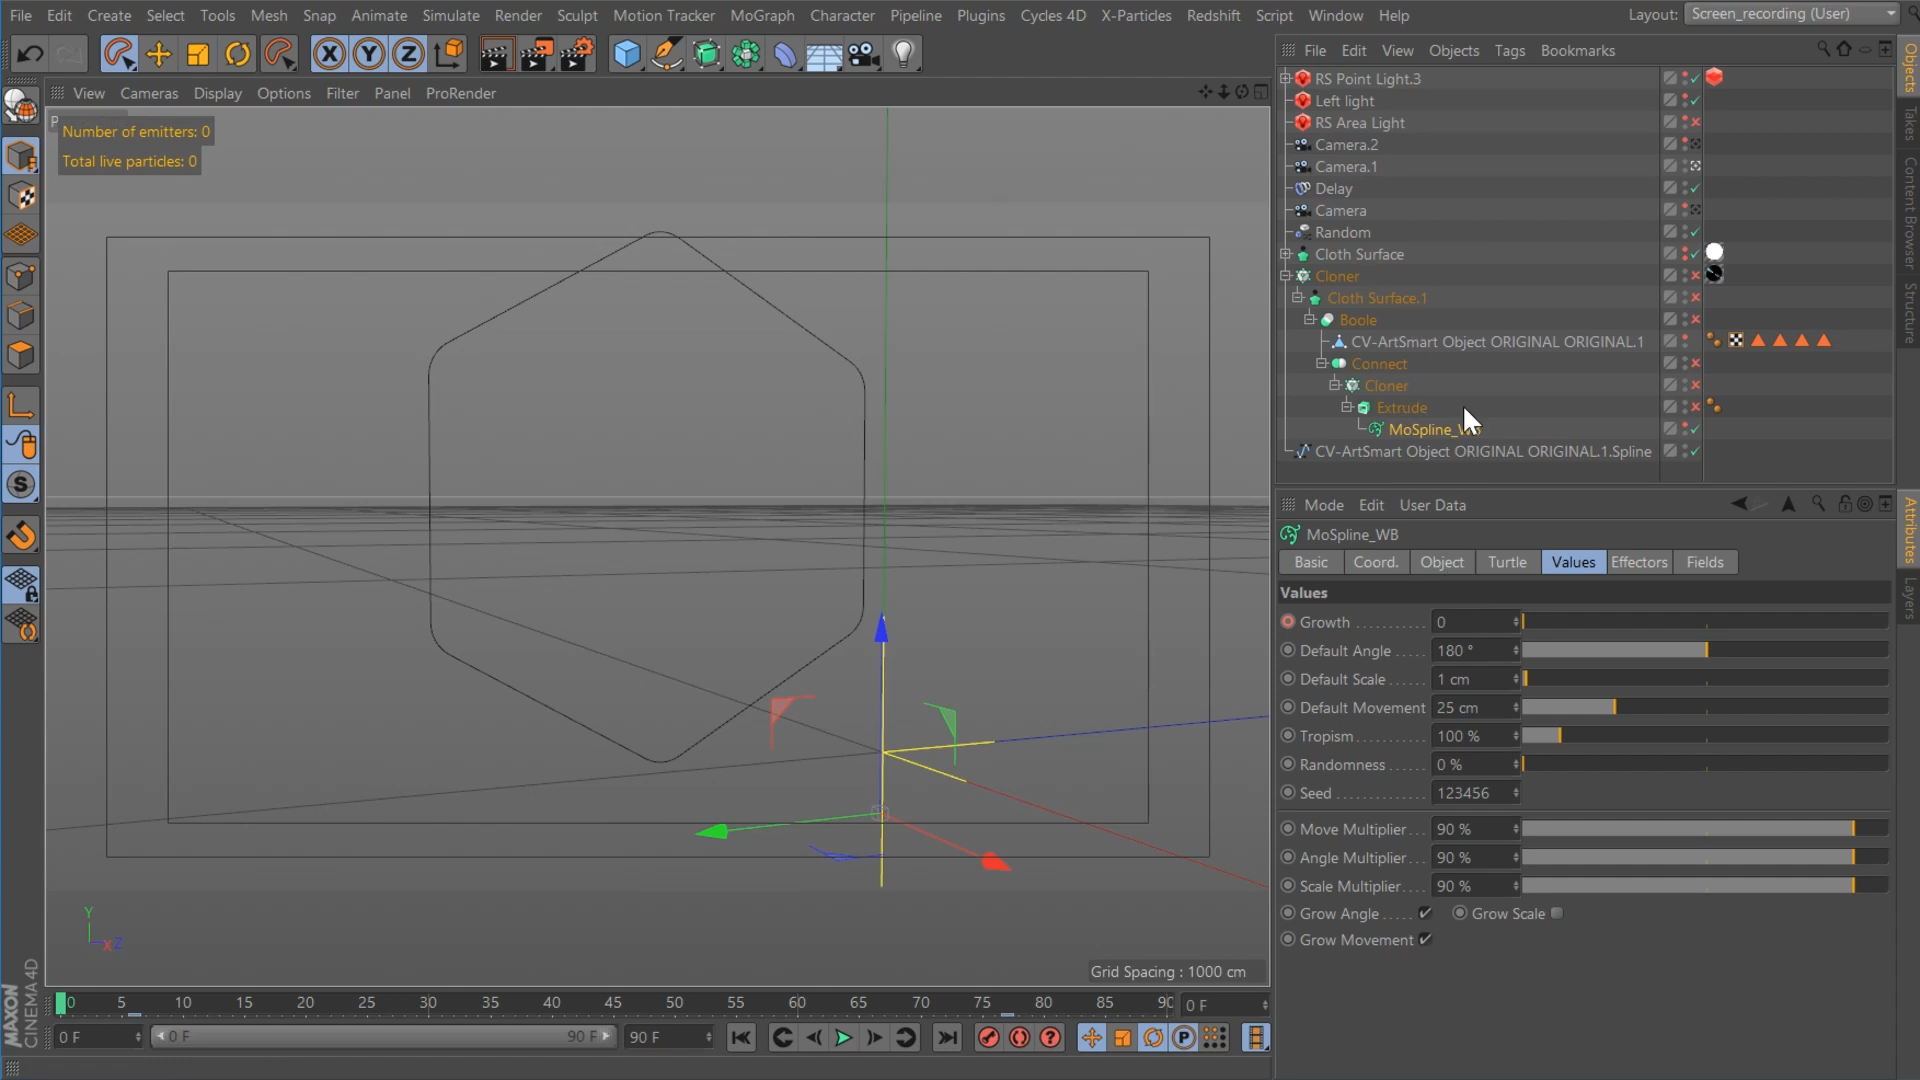 File Edit Create Select Tools Mesh Snap Animate Simulate Render Sculpt Motion Tracker MoGraph Character Pipeline Plugins Cycles 4D X-Particles Redshift Script Window Help Layout: Screen_recording (User)
X Y Z
File Edit View Objects Tags Bookmarks
View Cameras Display Options Filter Panel ProRender
P
Number of emitters: 0
Total live particles: 0
RS Point Light.3
Left light
RS Area Light
Camera.2
Camera.1
Delay
Camera
Random
Cloth Surface
Cloner
Cloth Surface.1
Boole
CV-ArtSmart Object ORIGINAL ORIGINAL.1
Connect
Cloner
Extrude
MoSpline_
CV-ArtSmart Object ORIGINAL ORIGINAL.1.Spline
Objects
Takes
Content Browser
Structure
Mode Edit User Data
MoSpline_WB
Basic Coord. Object Turtle Values Effectors Fields
Values
Growth 0
Default Angle 180 °
Default Scale 1 cm
Default Movement 25 cm
Tropism 100 %
Randomness 0 %
Seed 123456
Move Multiplier 90 %
Angle Multiplier 90 %
Scale Multiplier 90 %
Grow Angle Grow Scale
Grow Movement
Attributes
Layers
S
Y
X Z
Grid Spacing : 1000 cm
0 5 10 15 20 25 30 35 40 45 50 55 60 65 70 75 80 85 90 0 F
0 F 0 F 90 F 90 F
P
MAXON
CINEMA 4D